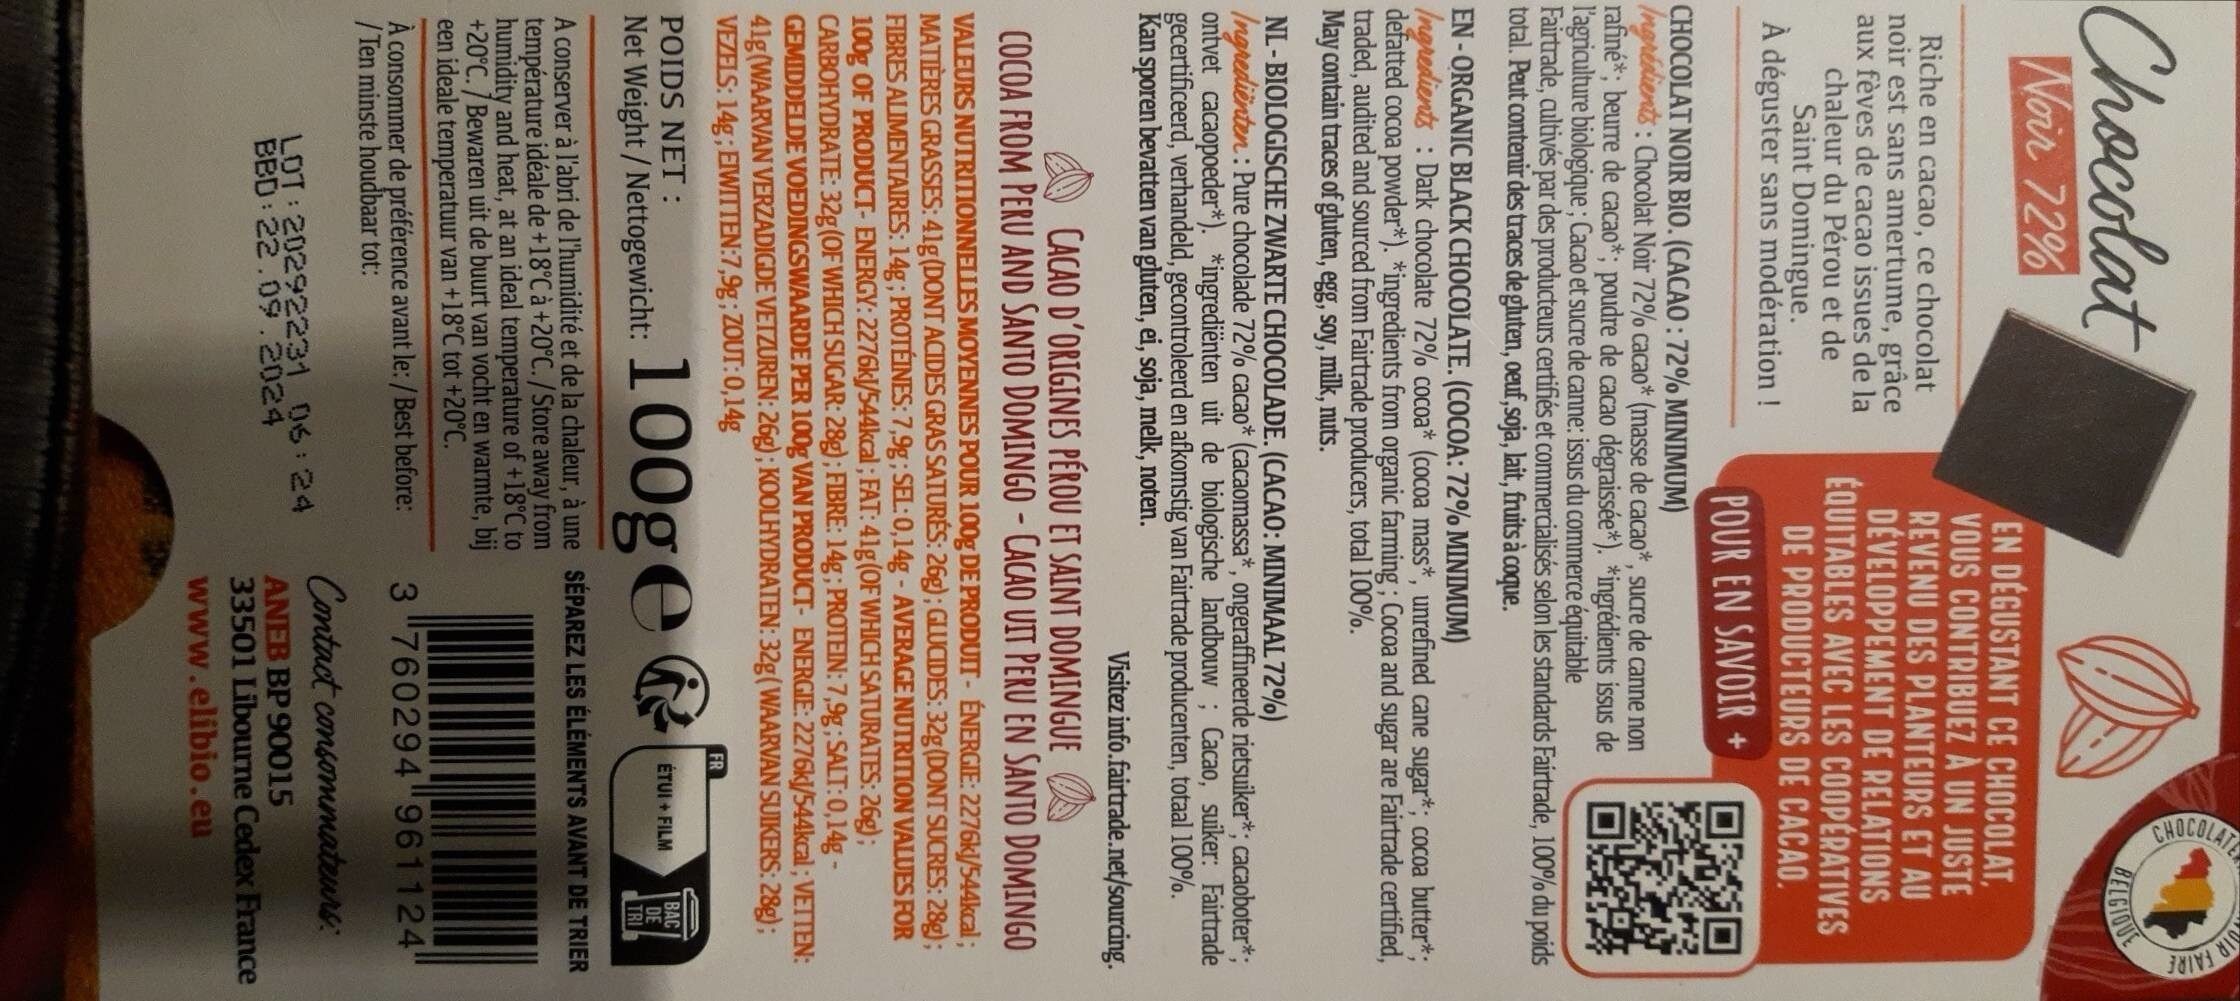 Chocolat
Noir 72%
Riche en cacao, ce chocolat
noir est sans amertume, grâce
aux fèves de cacao issues de la
chaleur du Pérou et de
Saint Domingue.
À déguster sans modération !
CHOCOLATS
BELGIQUE
EN DÉGUSTANT CE CHOCOLAT,
VOUS CONTRIBUEZ À UN JUSTE
REVENU DES PLANTEURS ET AU
DÉVELOPPEMENT DE RELATIONS
ÉQUITABLES AVEC LES COOPÉRATIVES
DE PRODUCTEURS DE CACAO.
POUR EN SAVOIR +
CHOCOLAT NOIR BIO. (CACAO : 72% MINIMUM)
Ingrédients : Chocolat Noir 72% cacao* (masse de cacao*, sucre de canne non
rafiné*; beurre de cacao*; poudre de cacao dégraissée*). *ingrédients issus de
l'agriculture biologique ; Cacao et sucre de canne: issus du commerce équitable
Fairtrade, cultivés par des producteurs certifiés et commercialisés selon les standards Fairtrade, 100% du poids
total. Peut contenir des traces de gluten, oeuf, soja, lait, fruits à coque.
EN - ORGANIC BLACK CHOCOLATE. (COCOA: 72% MINIMUM)
Ingredients : Dark chocolate 72% cocoa* (cocoa mass*, unrefined cane sugar*; cocoa butter*;
defatted cocoa powder*). *ingredients from organic farming ; Cocoa and sugar are Fairtrade certified,
traded, audited and sourced from Fairtrade producers, total 100%.
May contain traces of gluten, egg, soy, milk, nuts.
NL - BIOLOGISCHE ZWARTE CHOCOLADE. (CACAO: MINIMAAL 72%)
Ingrediënten : Pure chocolade 72% cacao* (cacaomassa*, ongeraffineerde rietsuiker*; cacaoboter*;
ontvet cacaopoeder*). *ingrediënten uit de biologische landbouw ; Cacao, suiker: Fairtrade
gecertificeerd, verhandeld, gecontroleerd en afkomstig van Fairtrade producenten, totaal 100%.
Kan sporen bevatten van gluten, ei, soja, melk, noten.
Visitez info.fairtrade.net/sourcing.
CACAO D'ORIGINES PÉROU ET SAINT DOMINGUE
COCOA FROM PERU AND SANTO DOMINGO - CACAO UIT PERU EN SANTO DOMINGO
VALEURS NUTRITIONNELLES MOYENNES POUR 100g DE PRODUIT - ÉNERGIE: 2276kj/544kcal ;
MATIÈRES GRASSES: 41g (DONT ACIDES GRAS SATURÉS: 26g) ; GLUCIDES: 32g (DONT SUCRES: 28g) ;
FIBRES ALIMENTAIRES: 14g ; PROTÉINES: 7,9g ; SEL: 0,14g - AVERAGE NUTRITION VALUES FOR
100g OF PRODUCT - ENERGY: 2276kj/544kcal ; FAT: 41g (OF WHICH SATURATES: 26g) ;
CARBOHYDRATE: 32g (OF WHICH SUGAR: 28g) ; FIBRE: 14g ; PROTEIN: 7,9g ; SALT: 0,14g -
GEMIDDELDE VOEDINGSWAARDE PER 100g VAN PRODUCT - ENERGIE: 2276kj/544kcal ; VETTEN:
41g (WAARVAN VERZADIGDE VETZUREN: 26g) ; KOOLHYDRATEN: 32g (WAARVAN SUIKERS: 28g) ;
VEZELS: 14g ; EIWITTEN: 7,9g ; ZOUT: 0,14g
POIDS NET :
Net Weight / Nettogewicht:
100g e
FR
ÉTUI + FILM
BAC
DE
TRI
SÉPAREZ LES ÉLÉMENTS AVANT DE TRIER
A conserver à l'abri de l'humidité et de la chaleur, à une
température idéale de +18°C à +20°C. / Store away from
humidity and heat, at an ideal temperature of +18°C to
+20°C. / Bewaren uit de buurt van vocht en warmte, bij
een ideale temperatuur van +18°C tot +20°C.
À consommer de préférence avant le: / Best before:
/ Ten minste houdbaar tot:
LOT : 20292231 06:24
BBD : 22.09.2024
3 760294 961124
Contact consommateurs:
ANEB BP 90015
33501 Libourne Cedex France
www.elibio.eu